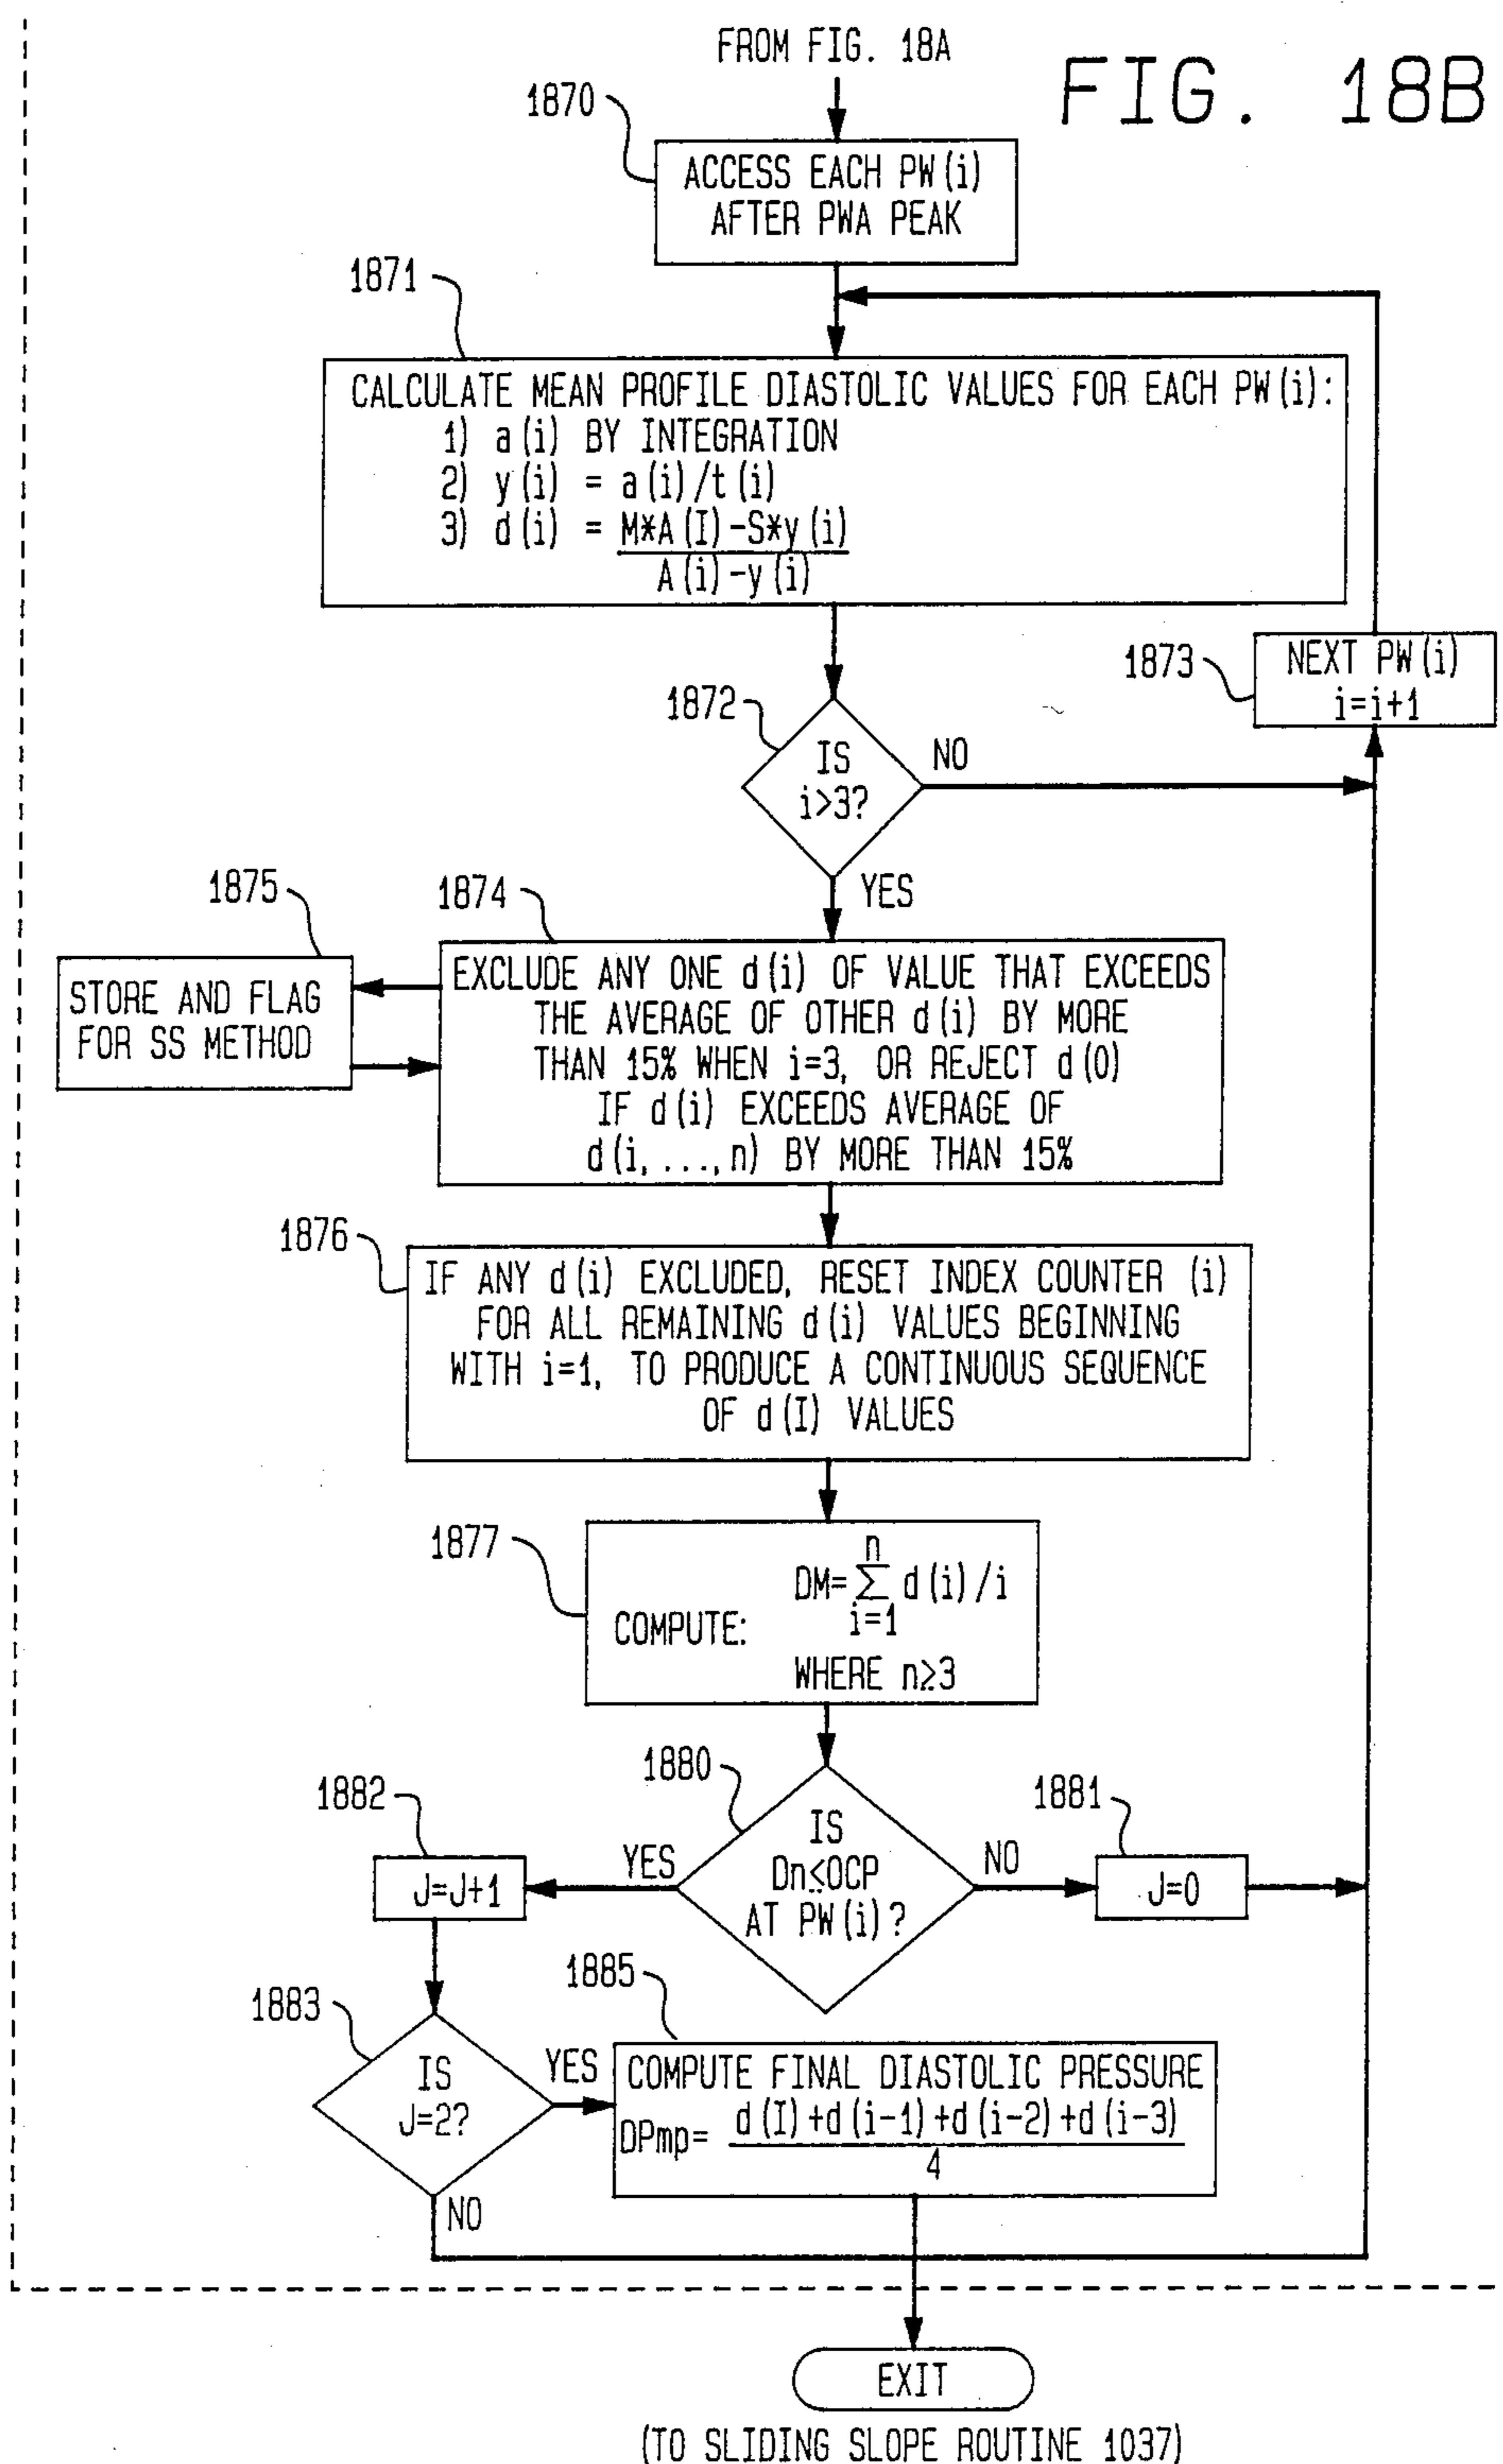 FROM FIG. 18A
FIG. 18B
1870
ACCESS EACH PW(i)
AFTER PWA PEAK
1871
CALCULATE MEAN PROFILE DIASTOLIC VALUES FOR EACH PW(i):
1) a(i) BY INTEGRATION
2) y(i) = a(i)/t(i)
3) d(i) = M*A(I)-S*y(i)
A(i)-y(i)
1873
NEXT PW(i)
i=i+1
1872
IS
i>3?
NO
YES
1875
STORE AND FLAG
FOR SS METHOD
1874
EXCLUDE ANY ONE d(i) OF VALUE THAT EXCEEDS
THE AVERAGE OF OTHER d(i) BY MORE
THAN 15% WHEN i=3, OR REJECT d(0)
IF d(i) EXCEEDS AVERAGE OF
d(i,...,n) BY MORE THAN 15%
1876
IF ANY d(i) EXCLUDED, RESET INDEX COUNTER (i)
FOR ALL REMAINING d(i) VALUES BEGINNING
WITH i=1, TO PRODUCE A CONTINUOUS SEQUENCE
OF d(I) VALUES
1877
n
DM=∑ d(i)/i
i=1
COMPUTE:
WHERE n≥3
1880
IS
Dn≤OCP
AT PW(i)?
YES
NO
1882
J=J+1
1881
J=0
1883
IS
J=2?
YES
NO
1885
COMPUTE FINAL DIASTOLIC PRESSURE
DPmp= d(I)+d(i-1)+d(i-2)+d(i-3)
4
EXIT
(TO SLIDING SLOPE ROUTINE 1037)